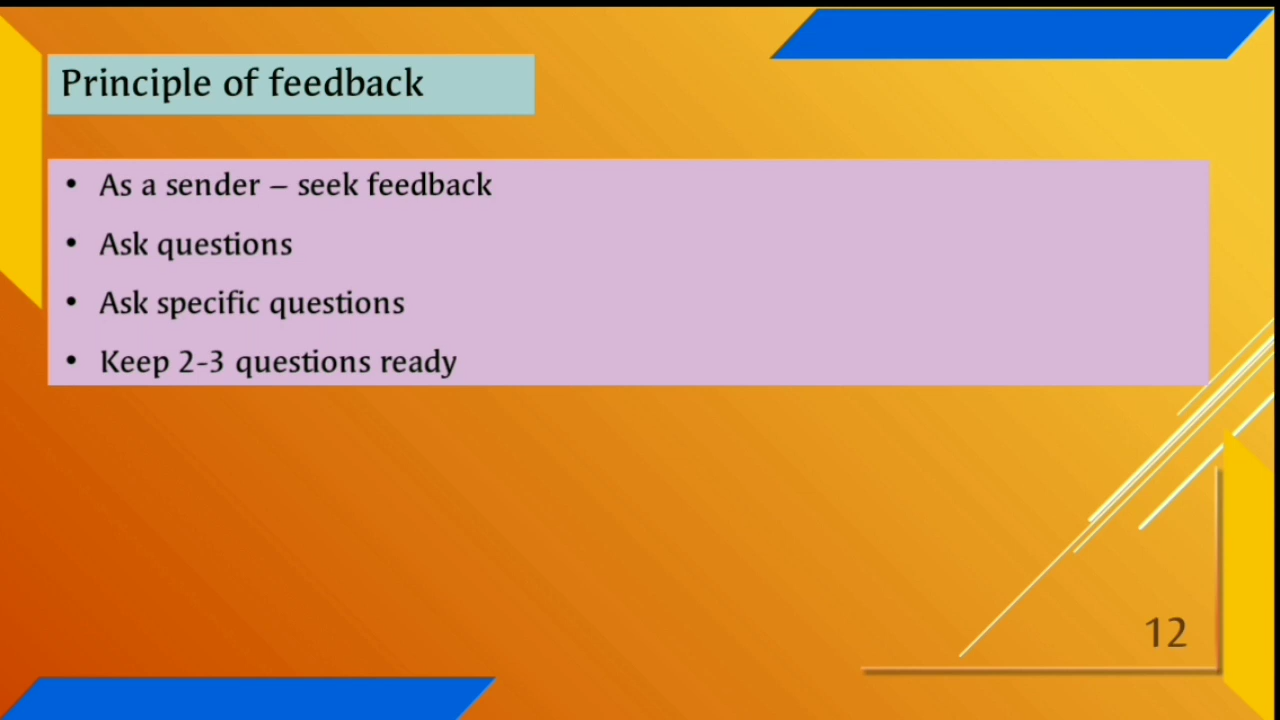 Principle of feedback
• As a sender – seek feedback
• Ask questions
• Ask specific questions
• Keep 2-3 questions ready
12